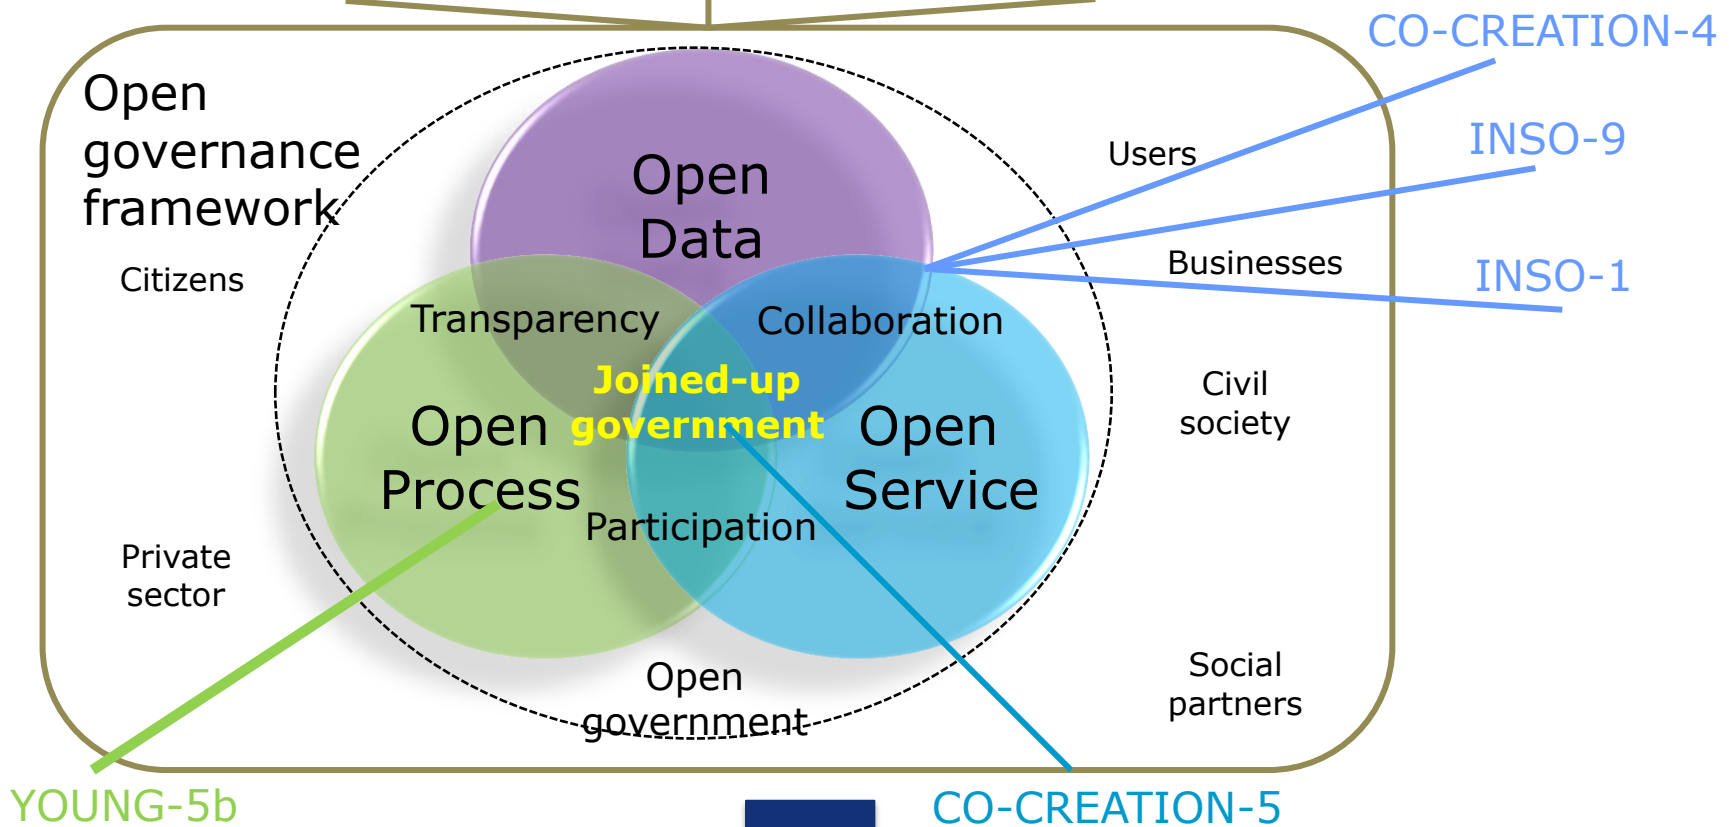 CO-CREATION-4
Open
governance
framework
INSO-9
Users
Open
Data
Businesses
INSO-1
Citizens
Transparency
Collaboration
Joined-up
government
Civil
society
Open
Process
Open
Service
Participation
Private
sector
Open
government
Social
partners
YOUNG-5b
CO-CREATION-5